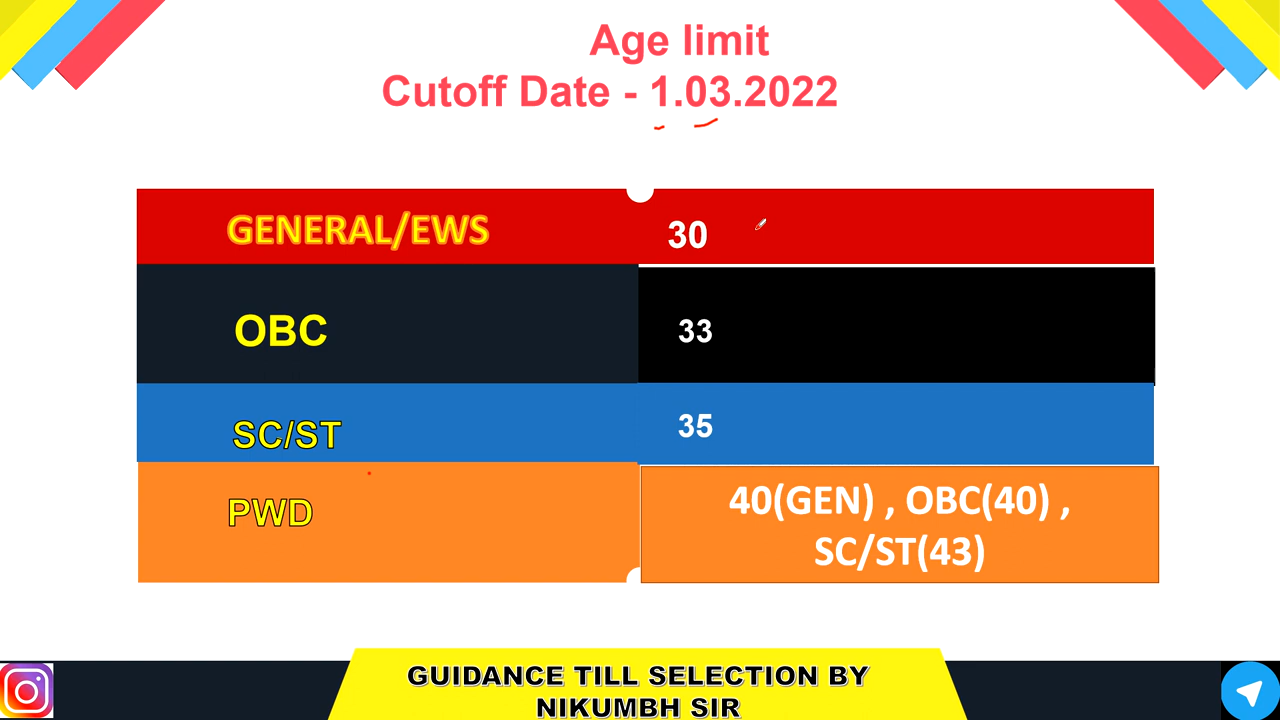 Age limit
Cutoff Date - 1.03.2022
GENERAL/EWS 30
OBC 33
SC/ST 35
PWD 40(GEN) , OBC(40) ,
SC/ST(43)
GUIDANCE TILL SELECTION BY
NIKUMBH SIR